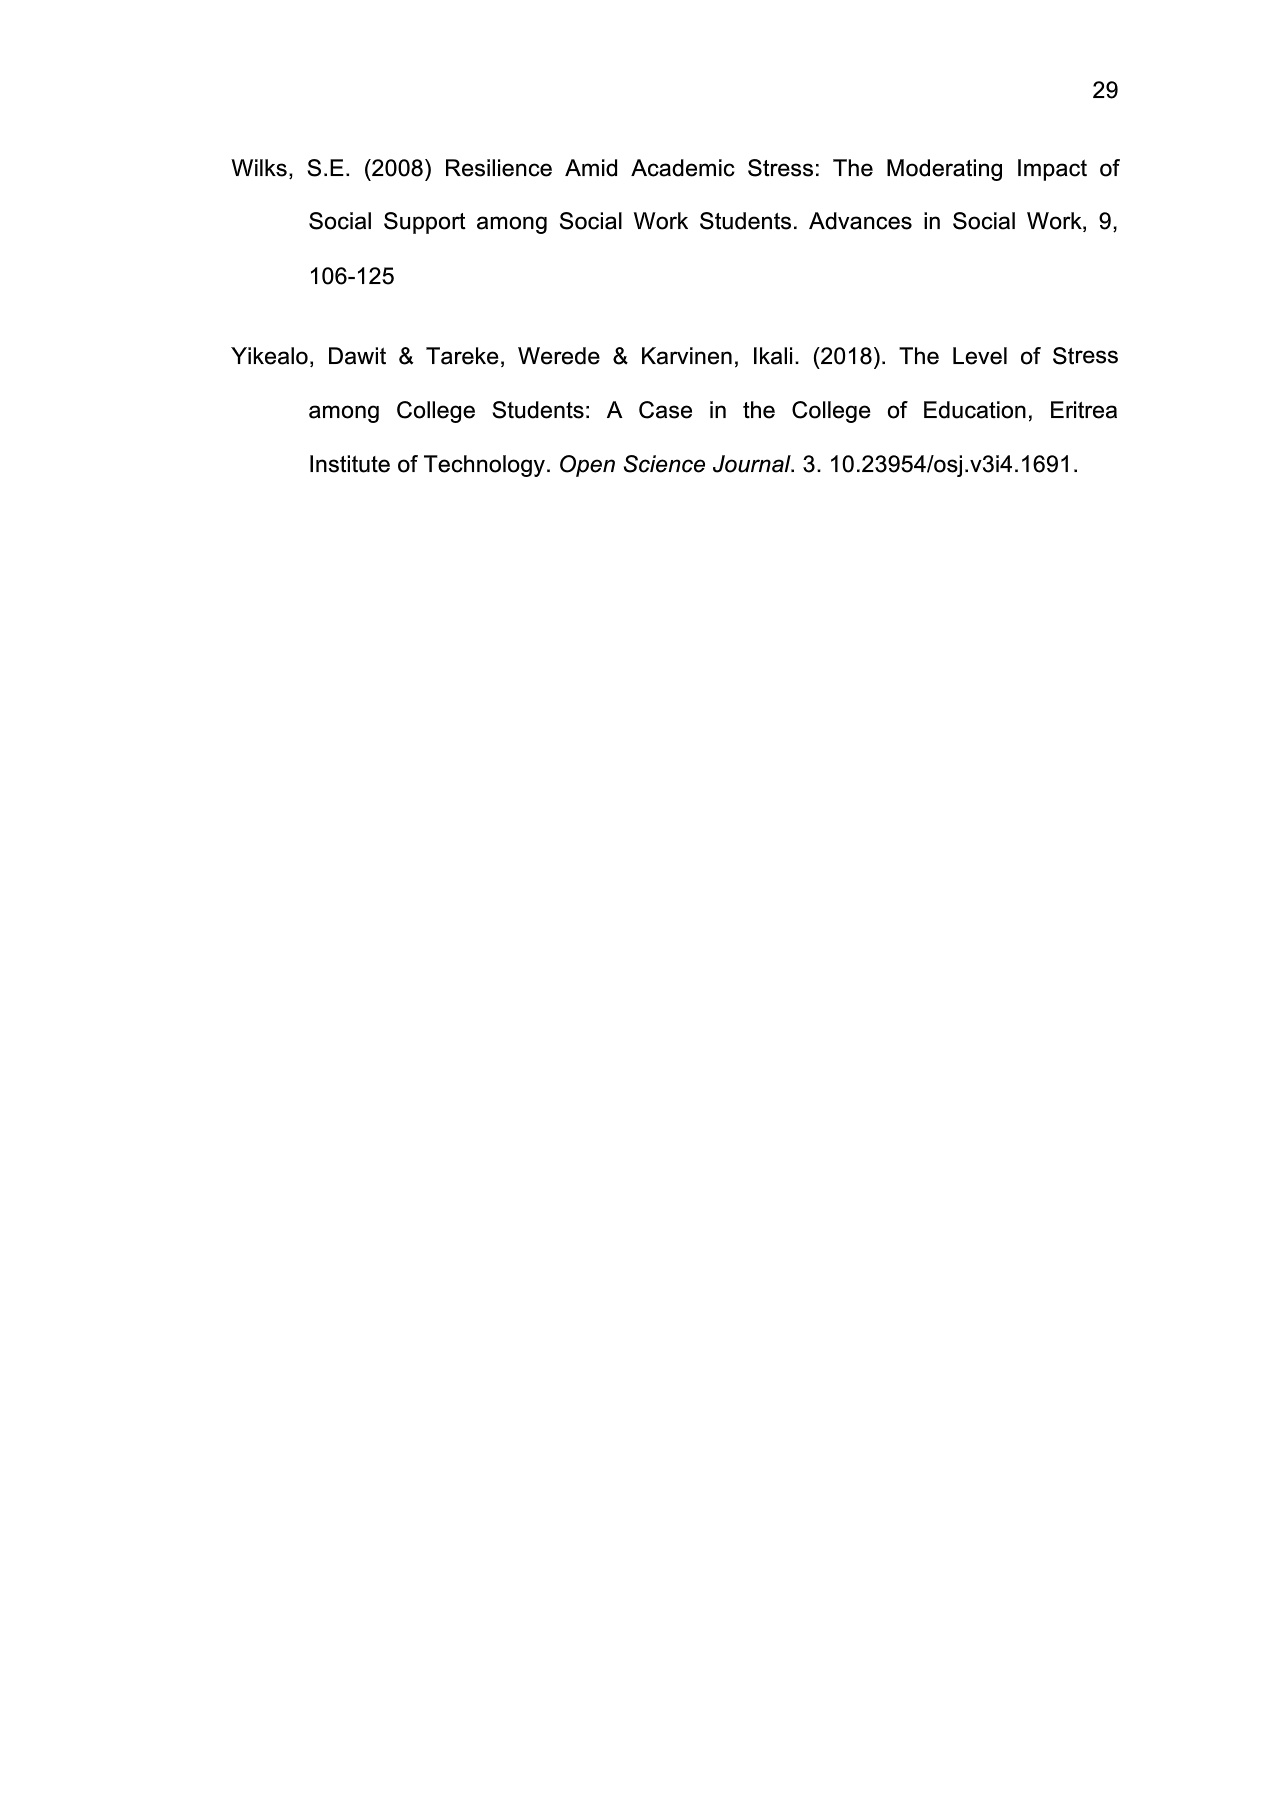 29
Wilks, S.E. (2008) Resilience Amid Academic Stress: The Moderating Impact of
Social Support among Social Work Students. Advances in Social Work, 9,
106-125
Yikealo, Dawit & Tareke, Werede & Karvinen, Ikali. (2018). The Level of Stress
among College Students: A Case in the College of Education, Eritrea
Institute of Technology. Open Science Journal. 3. 10.23954/osj.v3i4.1691.